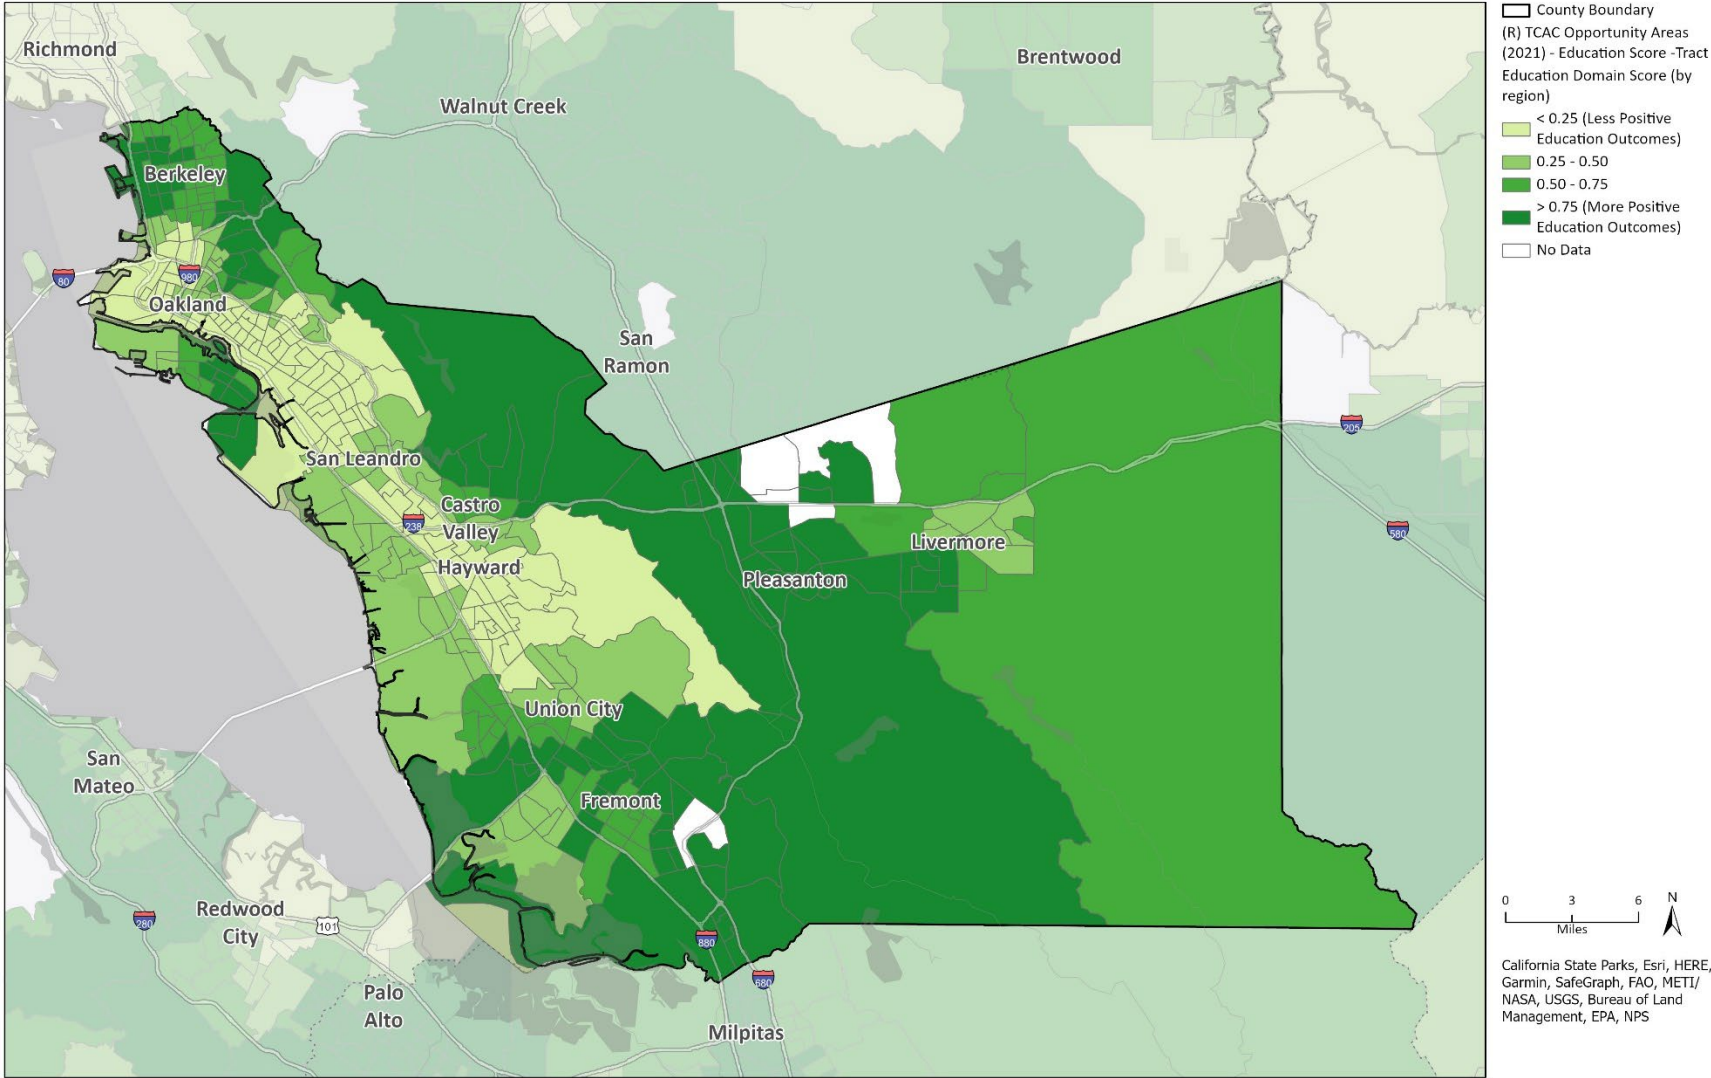 Richmond
Brentwood
Walnut Creek
Berkeley
80
980
Oakland
San
Ramon
205
San Leandro
Castro
Valley
238
Hayward
Livermore
580
Pleasanton
Union City
San
Mateo
Fremont
Redwood
City
280
101
880
680
Palo
Alto
Milpitas
County Boundary
(R) TCAC Opportunity Areas
(2021) - Education Score -Tract
Education Domain Score (by
region)
< 0.25 (Less Positive
Education Outcomes)
0.25 - 0.50
0.50 - 0.75
> 0.75 (More Positive
Education Outcomes)
No Data
0 3 6
Miles
N
California State Parks, Esri, HERE,
Garmin, SafeGraph, FAO, METI/
NASA, USGS, Bureau of Land
Management, EPA, NPS